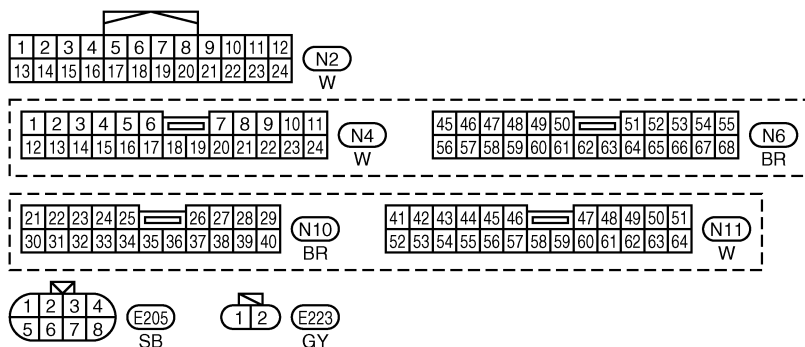 1 2 3 4 5 6 7 8 9 10 11 12
13 14 15 16 17 18 19 20 21 22 23 24
N2
W
1 2 3 4 5 6 7 8 9 10 11
12 13 14 15 16 17 18 19 20 21 22 23 24
N4
W
45 46 47 48 49 50 51 52 53 54 55
56 57 58 59 60 61 62 63 64 65 66 67 68
N6
BR
21 22 23 24 25 26 27 28 29
30 31 32 33 34 35 36 37 38 39 40
N10
BR
41 42 43 44 45 46 47 48 49 50 51
52 53 54 55 56 57 58 59 60 61 62 63 64
N11
W
1 2 3 4
5 6 7 8
E205
SB
1 2
E223
GY